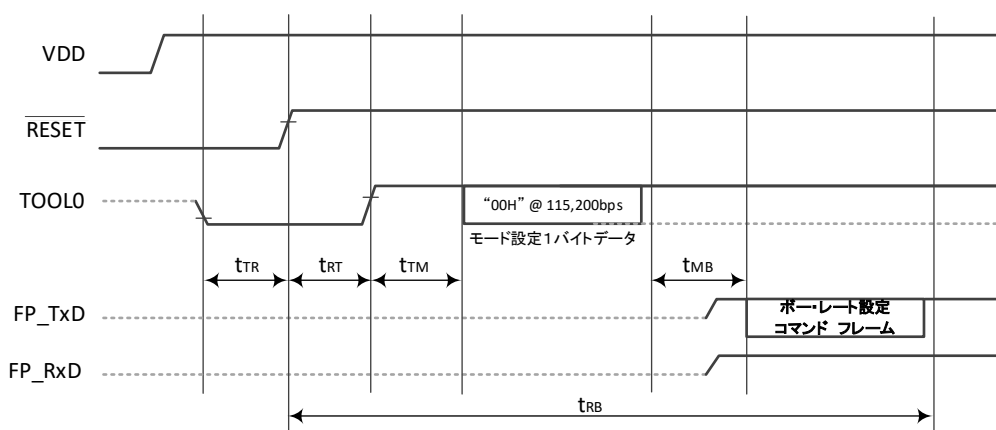 VDD
RESET
TOOL0
“00H” @ 115,200bps
モード設定1バイトデータ
tTR
tRT
tTM
tMB
FP_TxD
ボー・レート設定
コマンド フレーム
FP_RxD
tRB